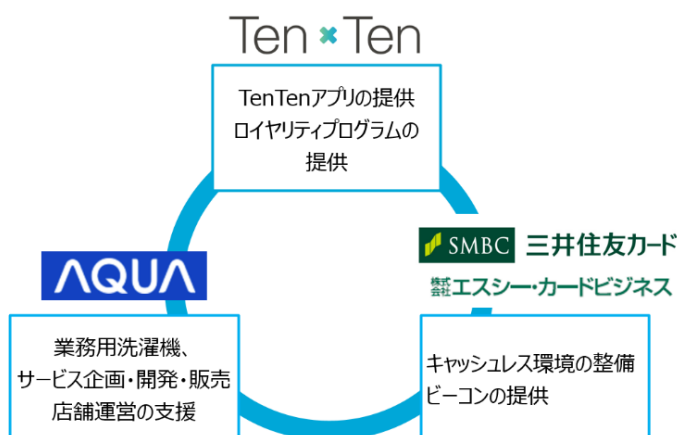 Ten×Ten
TenTenアプリの提供
ロイヤリティプログラムの
提供
AQUA
業務用洗濯機、
サービス企画・開発・販売
店舗運営の支援
SMBC 三井住友カード
株式会社エスシー・カードビジネス
キャッシュレス環境の整備
ビーコンの提供